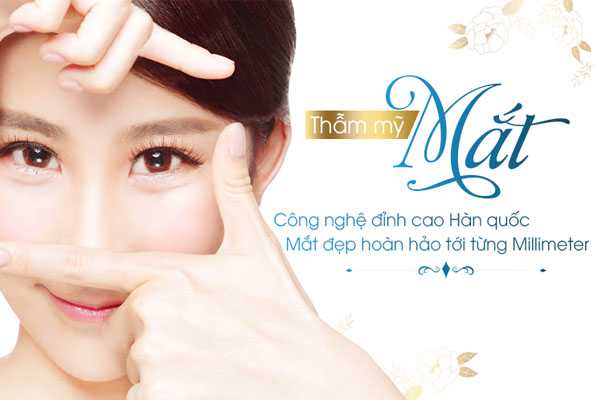 Thẩm mỹ
Mắt
Công nghệ đỉnh cao Hàn quốc
Mắt đẹp hoàn hảo tới từng Millimeter